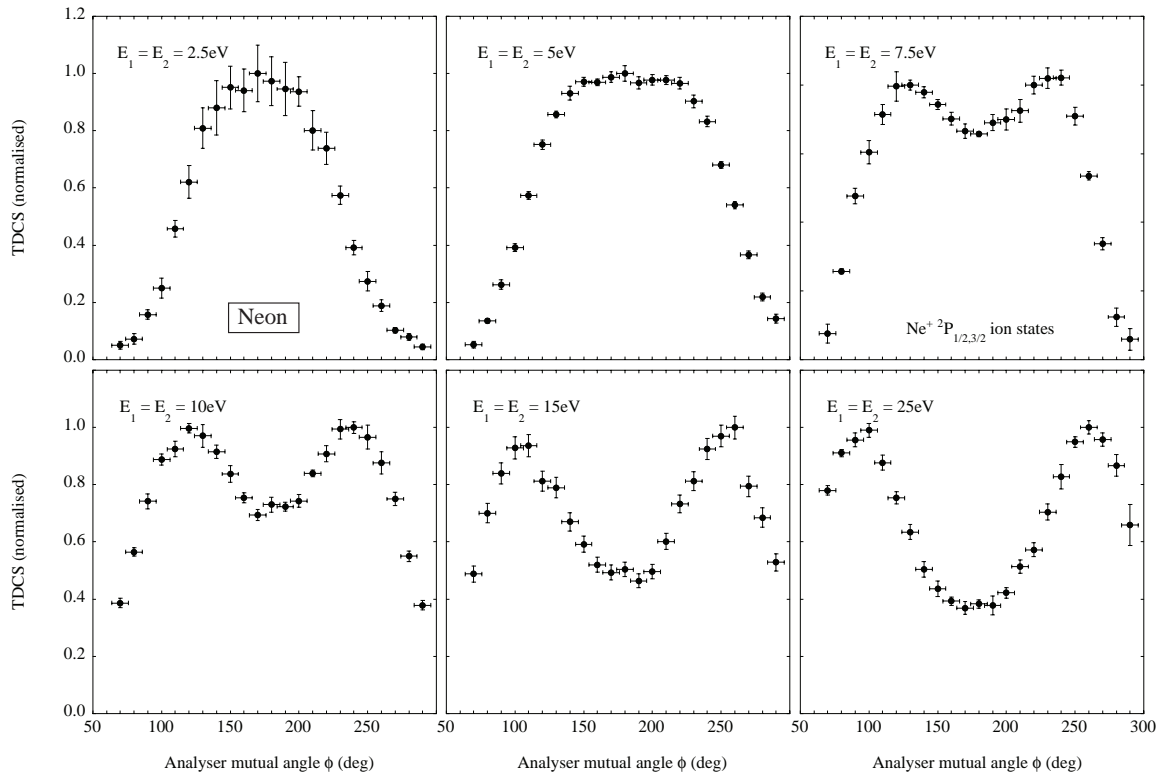 1.2
1.0
0.8
0.6
0.4
0.2
0.0
TDCS (normalised)
E₁ = E₂ = 2.5eV
Neon
E₁ = E₂ = 5eV
E₁ = E₂ = 7.5eV
Ne⁺ ²P₁/₂,₃/₂ ion states
1.0
0.8
0.6
0.4
0.2
0.0
TDCS (normalised)
E₁ = E₂ = 10eV
E₁ = E₂ = 15eV
E₁ = E₂ = 25eV
50 100 150 200 250 50 100 150 200 250 50 100 150 200 250 300
Analyser mutual angle ϕ (deg) Analyser mutual angle ϕ (deg) Analyser mutual angle ϕ (deg)